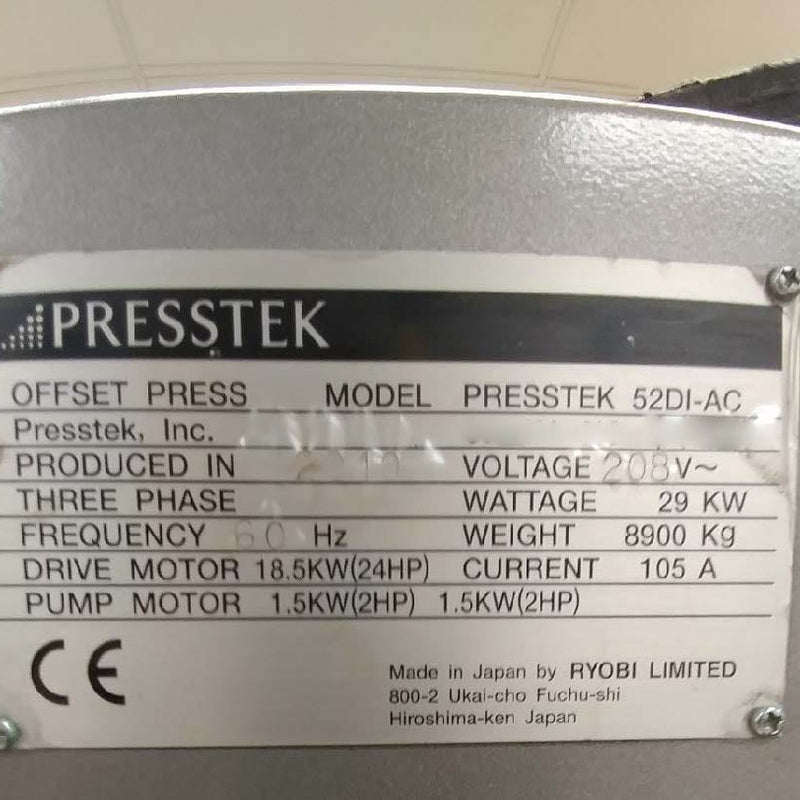 PRESSTEK
OFFSET PRESS MODEL PRESSTEK 52DI-AC
Presstek, Inc.
PRODUCED IN VOLTAGE 208V~
THREE PHASE WATTAGE 29 KW
FREQUENCY 60 Hz WEIGHT 8900 Kg
DRIVE MOTOR 18.5KW(24HP) CURRENT 105 A
PUMP MOTOR 1.5KW(2HP) 1.5KW(2HP)
CE
Made in Japan by RYOBI LIMITED
800-2 Ukai-cho Fuchu-shi
Hiroshima-ken Japan